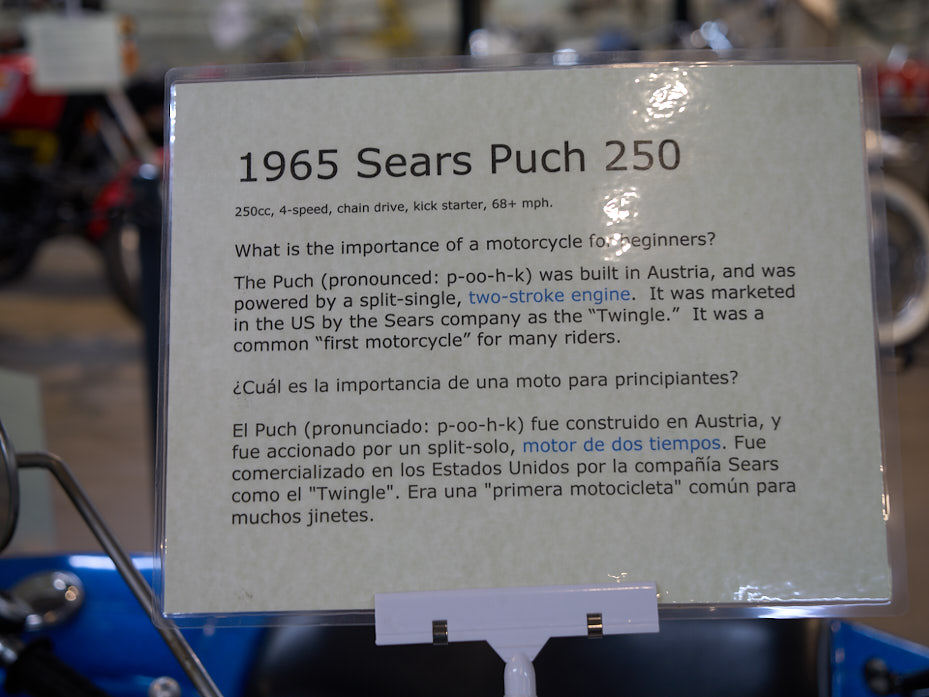 1965 Sears Puch 250
250cc, 4-speed, chain drive, kick starter, 68+ mph.
What is the importance of a motorcycle for beginners?
The Puch (pronounced: p-oo-h-k) was built in Austria, and was
powered by a split-single, two-stroke engine. It was marketed
in the US by the Sears company as the “Twingle.” It was a
common “first motorcycle” for many riders.
¿Cuál es la importancia de una moto para principiantes?
El Puch (pronunciado: p-oo-h-k) fue construido en Austria, y
fue accionado por un split-solo, motor de dos tiempos. Fue
comercializado en los Estados Unidos por la compañía Sears
como el "Twingle". Era una "primera motocicleta" común para
muchos jinetes.